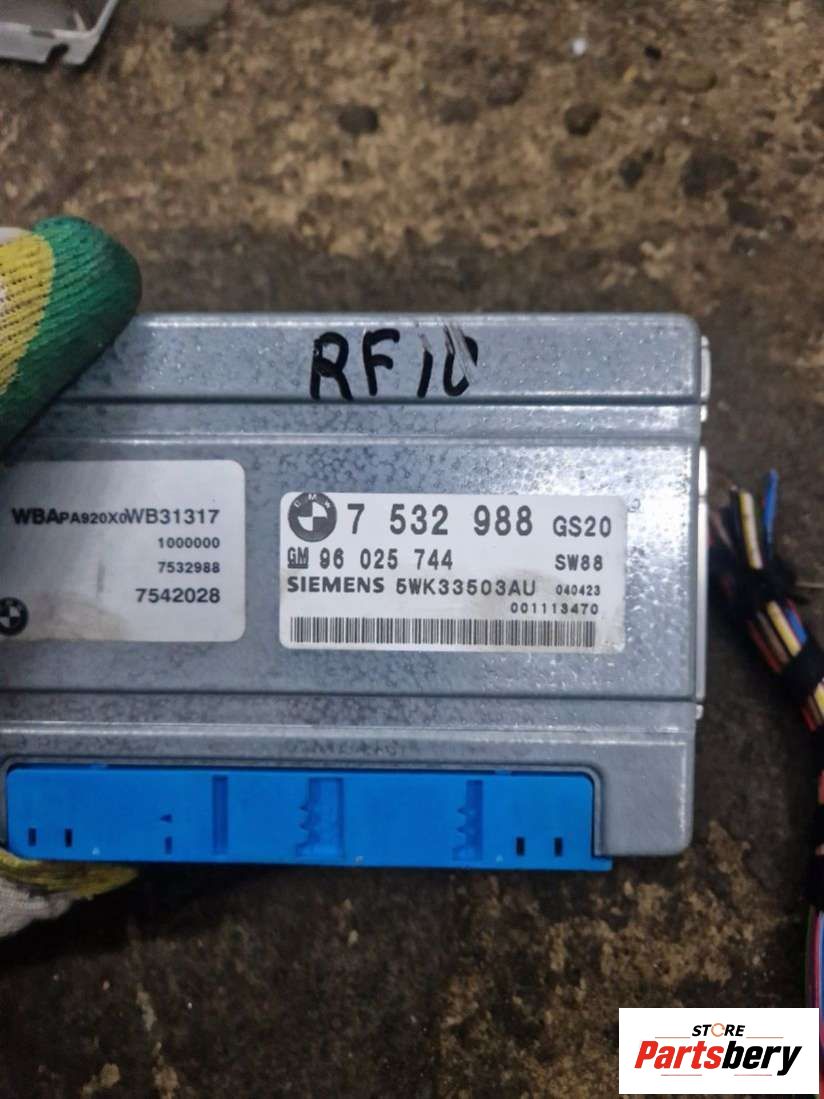 RF10
WBAPA920X0WB31317
1000000
7532988
7542028
BMW
7 532 988 GS20
GM 96 025 744 SW88
SIEMENS 5WK33503AU 040423
001113470
STORE
Partsbery